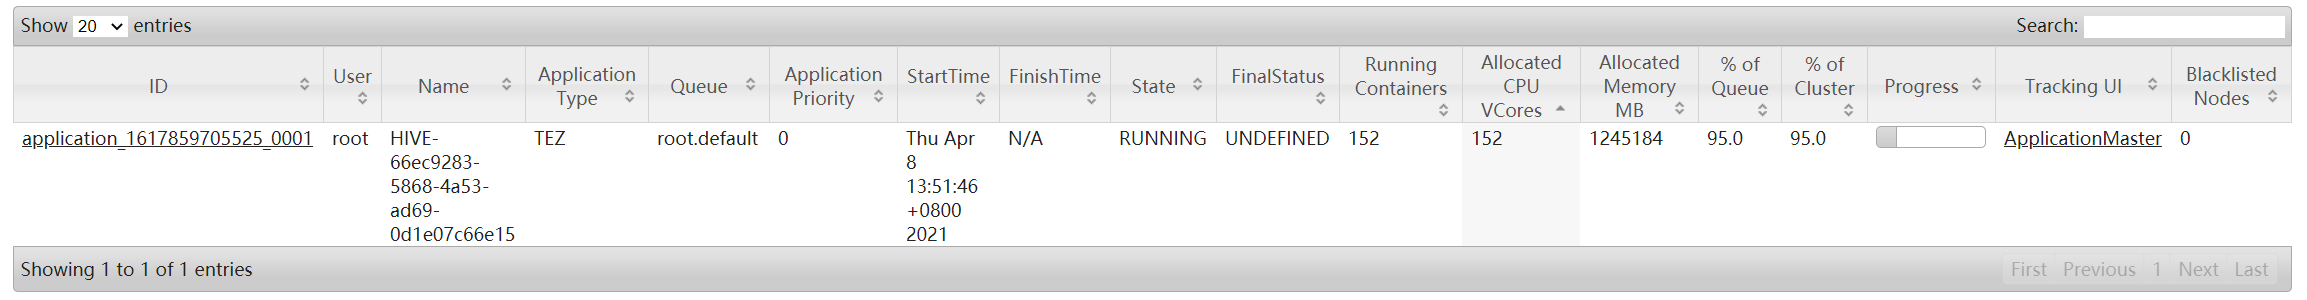 Show 20 entries Search:
ID User Name Application Type Queue Application Priority StartTime FinishTime State FinalStatus Running Containers Allocated CPU VCores Allocated Memory MB % of Queue % of Cluster Progress Tracking UI Blacklisted Nodes
application_1617859705525_0001 root HIVE- TEZ root.default 0 Thu Apr N/A RUNNING UNDEFINED 152 152 1245184 95.0 95.0 ApplicationMaster 0
66ec9283- 8
5868-4a53- 13:51:46
ad69- +0800
0d1e07c66e15 2021
Showing 1 to 1 of 1 entries First Previous 1 Next Last